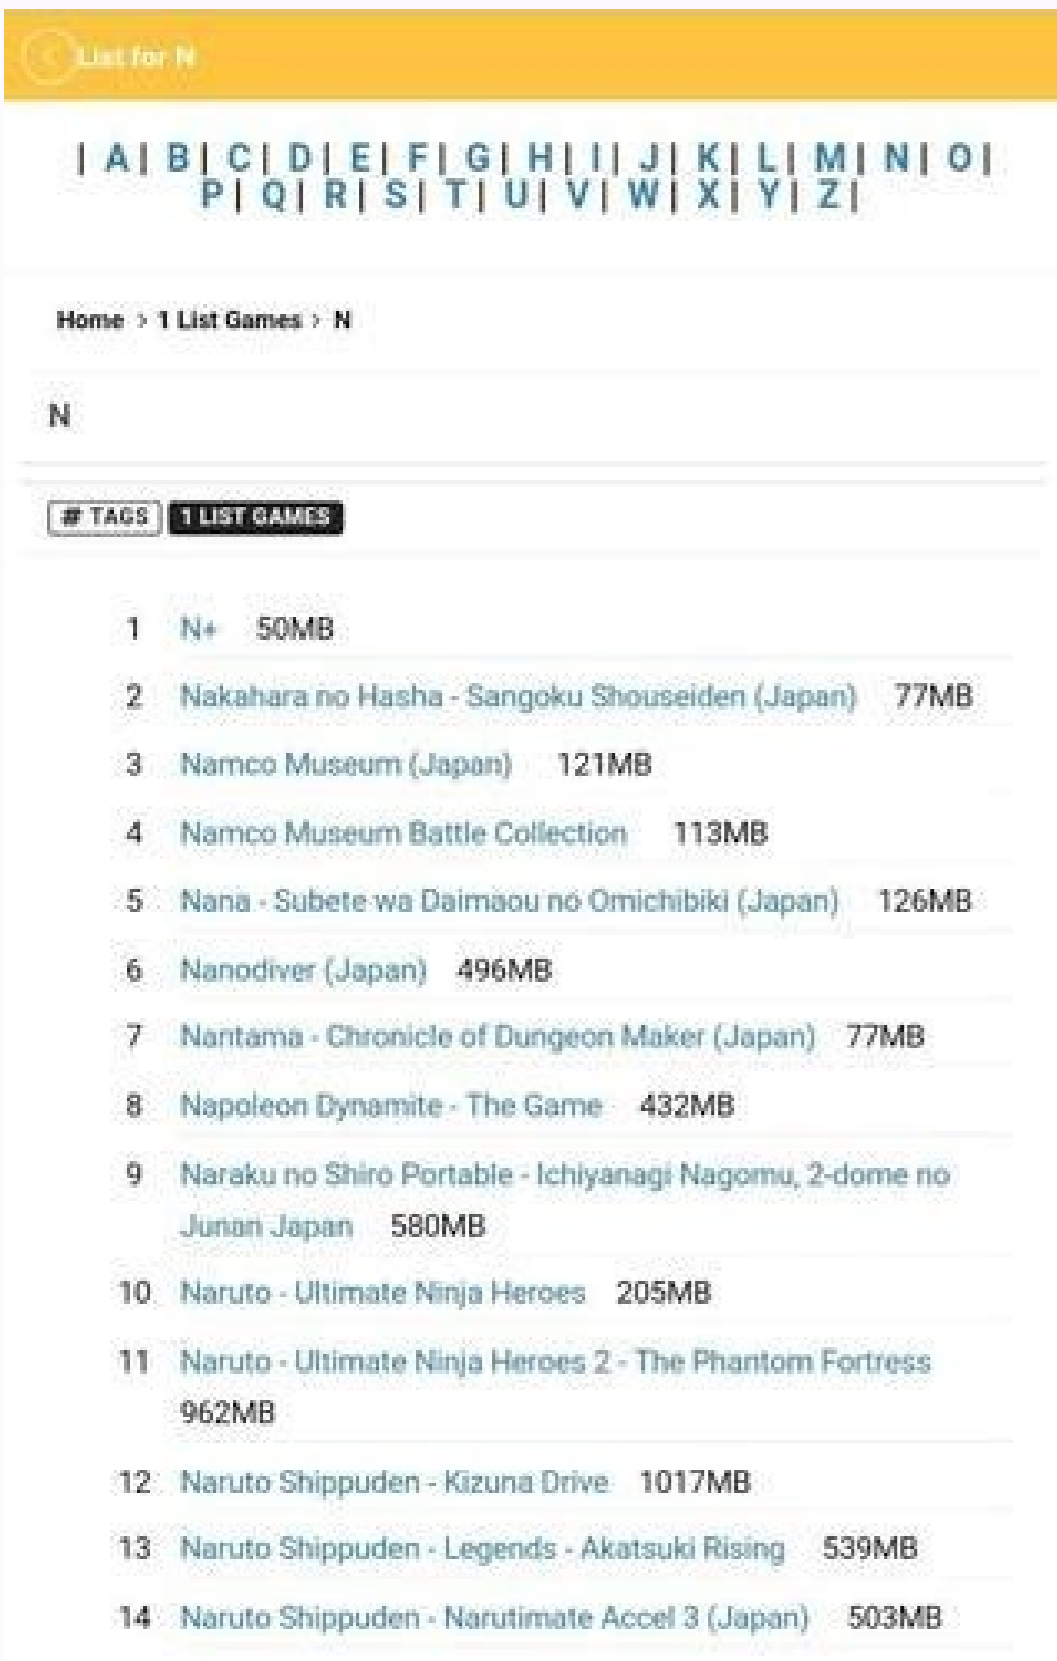 List for N
| A | B | C | D | E | F | G | H | I | J | K | L | M | N | O |
P | Q | R | S | T | U | V | W | X | Y | Z |
Home > 1 List Games > N
N
# TAGS 1 LIST GAMES
1 N+ 50MB
2 Nakahara no Hasha - Sangoku Shouseiden (Japan) 77MB
3 Namco Museum (Japan) 121MB
4 Namco Museum Battle Collection 113MB
5 Nana - Subete wa Daimaou no Omichibiki (Japan) 126MB
6 Nanodiver (Japan) 496MB
7 Nantama - Chronicle of Dungeon Maker (Japan) 77MB
8 Napoleon Dynamite - The Game 432MB
9 Naraku no Shiro Portable - Ichiyanagi Nagomu, 2-dome no
Junan Japan 580MB
10 Naruto - Ultimate Ninja Heroes 205MB
11 Naruto - Ultimate Ninja Heroes 2 - The Phantom Fortress
962MB
12 Naruto Shippuden - Kizuna Drive 1017MB
13 Naruto Shippuden - Legends - Akatsuki Rising 539MB
14 Naruto Shippuden - Narutimate Accel 3 (Japan) 503MB